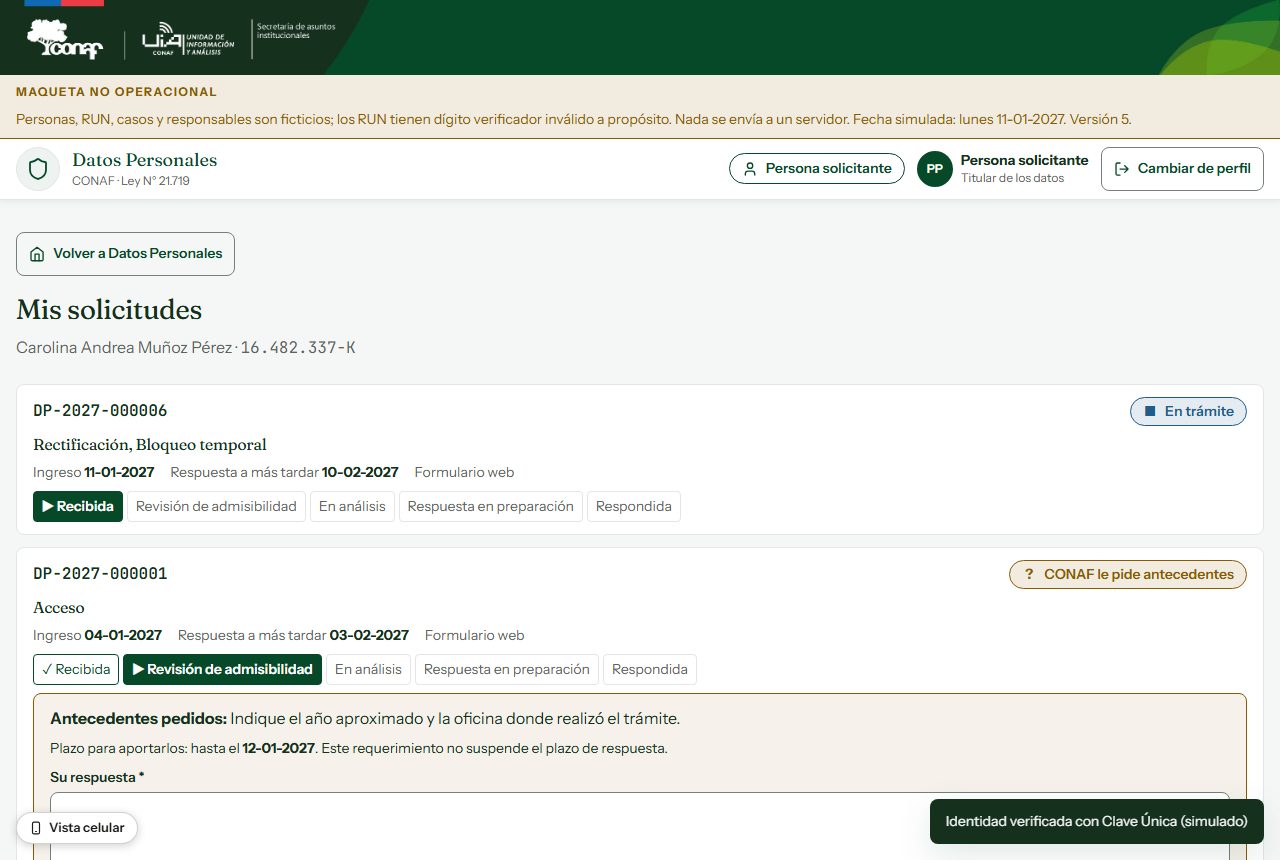 conaf
UiA
CONAF
UNIDAD DE
INFORMACIÓN
Y ANÁLISIS
Secretaría de asuntos
institucionales
MAQUETA NO OPERACIONAL
Personas, RUN, casos y responsables son ficticios; los RUN tienen dígito verificador inválido a propósito. Nada se envía a un servidor. Fecha simulada: lunes 11-01-2027. Versión 5.
Datos Personales
CONAF · Ley N° 21.719
Persona solicitante
PP
Persona solicitante
Titular de los datos
Cambiar de perfil
Volver a Datos Personales
Mis solicitudes
Carolina Andrea Muñoz Pérez · 16.482.337-K
DP-2027-000006
En trámite
Rectificación, Bloqueo temporal
Ingreso 11-01-2027 Respuesta a más tardar 10-02-2027 Formulario web
▶ Recibida Revisión de admisibilidad En análisis Respuesta en preparación Respondida
DP-2027-000001
? CONAF le pide antecedentes
Acceso
Ingreso 04-01-2027 Respuesta a más tardar 03-02-2027 Formulario web
✓ Recibida ▶ Revisión de admisibilidad En análisis Respuesta en preparación Respondida
Antecedentes pedidos: Indique el año aproximado y la oficina donde realizó el trámite.
Plazo para aportarlos: hasta el 12-01-2027. Este requerimiento no suspende el plazo de respuesta.
Su respuesta *
Vista celular
Identidad verificada con Clave Única (simulado)